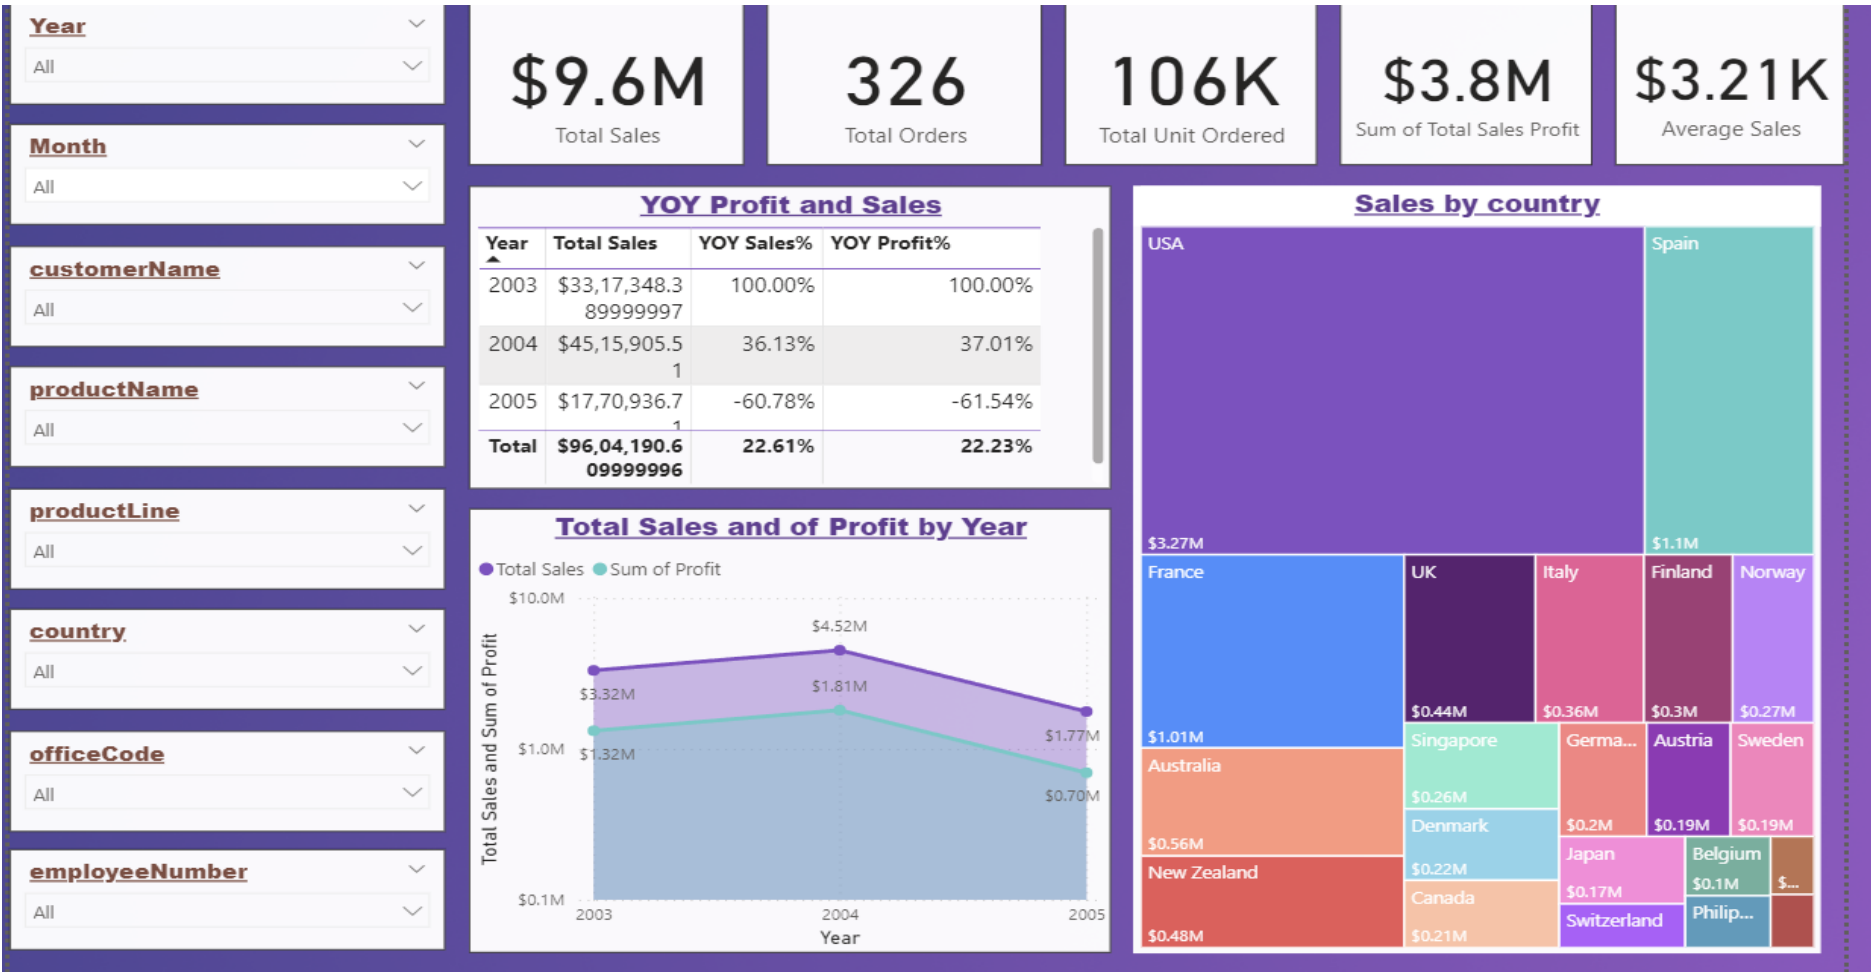 Year
All
Month
All
customerName
All
productName
All
productLine
All
country
All
officeCode
All
employeeNumber
All
$9.6M
Total Sales
326
Total Orders
106K
Total Unit Ordered
$3.8M
Sum of Total Sales Profit
$3.21K
Average Sales
YOY Profit and Sales
Year Total Sales YOY Sales% YOY Profit%
2003 $33,17,348.3 100.00% 100.00%
89999997
2004 $45,15,905.5 36.13% 37.01%
1
2005 $17,70,936.7 -60.78% -61.54%
1
Total $96,04,190.6 22.61% 22.23%
09999996
Total Sales and of Profit by Year
Total Sales Sum of Profit
Total Sales and Sum of Profit
$10.0M
$1.0M
$0.1M
$3.32M
$4.52M
$1.77M
$1.32M
$1.81M
$0.70M
2003 2004 2005
Year
Sales by country
USA
$3.27M
Spain
$1.1M
France
$1.01M
UK
$0.44M
Italy
$0.36M
Finland
$0.3M
Norway
$0.27M
Australia
$0.56M
New Zealand
$0.48M
Singapore
$0.26M
Denmark
$0.22M
Canada
$0.21M
Germa...
$0.2M
Austria
$0.19M
Sweden
$0.19M
Japan
$0.17M
Switzerland
Belgium
$0.1M
Philip...
$...